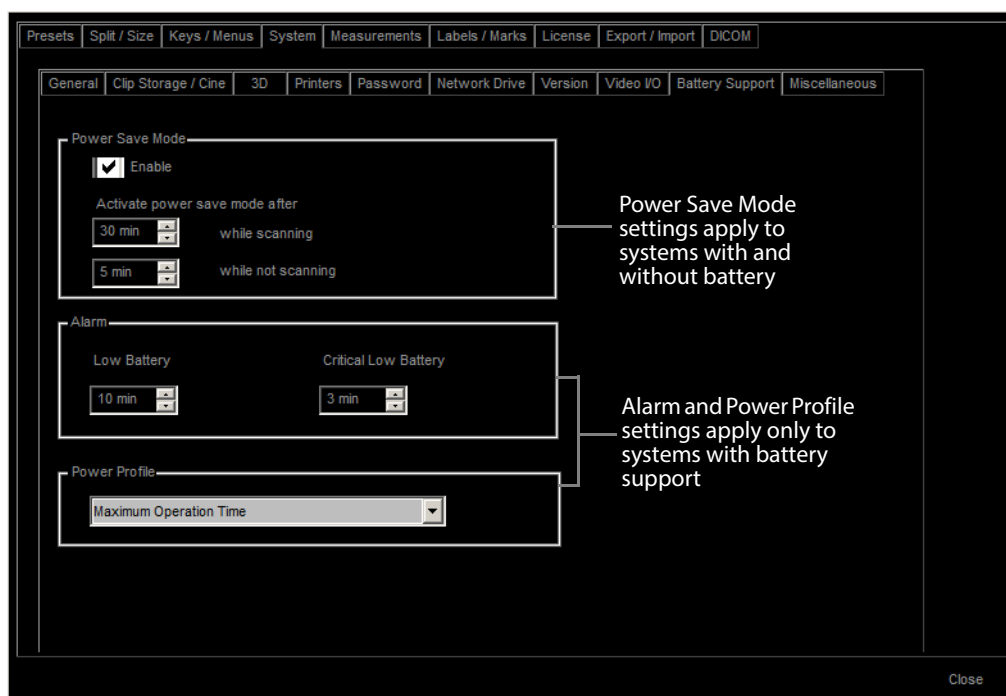 Presets Split / Size Keys / Menus System Measurements Labels / Marks License Export / Import DICOM
General Clip Storage / Cine 3D Printers Password Network Drive Version Video I/O Battery Support Miscellaneous
Power Save Mode
Enable
Activate power save mode after
30 min while scanning
5 min while not scanning
Power Save Mode
settings apply to
systems with and
without battery
Alarm
Low Battery Critical Low Battery
10 min 3 min
Alarm and Power Profile
settings apply only to
systems with battery
support
Power Profile
Maximum Operation Time
Close